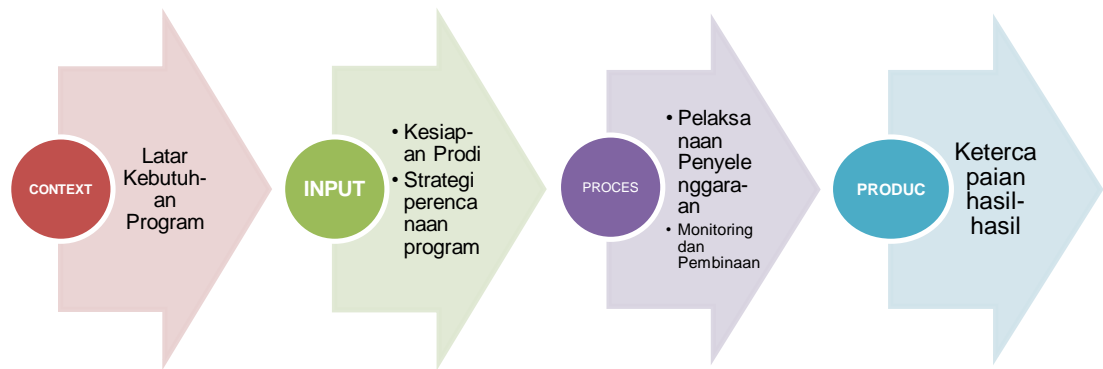 CONTEXT
Latar
Kebutuh-
an
Program
INPUT
• Kesiap-
an Prodi
• Strategi
perenca
naan
program
PROCES
• Pelaksa
naan
Penyele
nggara-
an
• Monitoring
dan
Pembinaan
PRODUC
Keterca
paian
hasil-
hasil